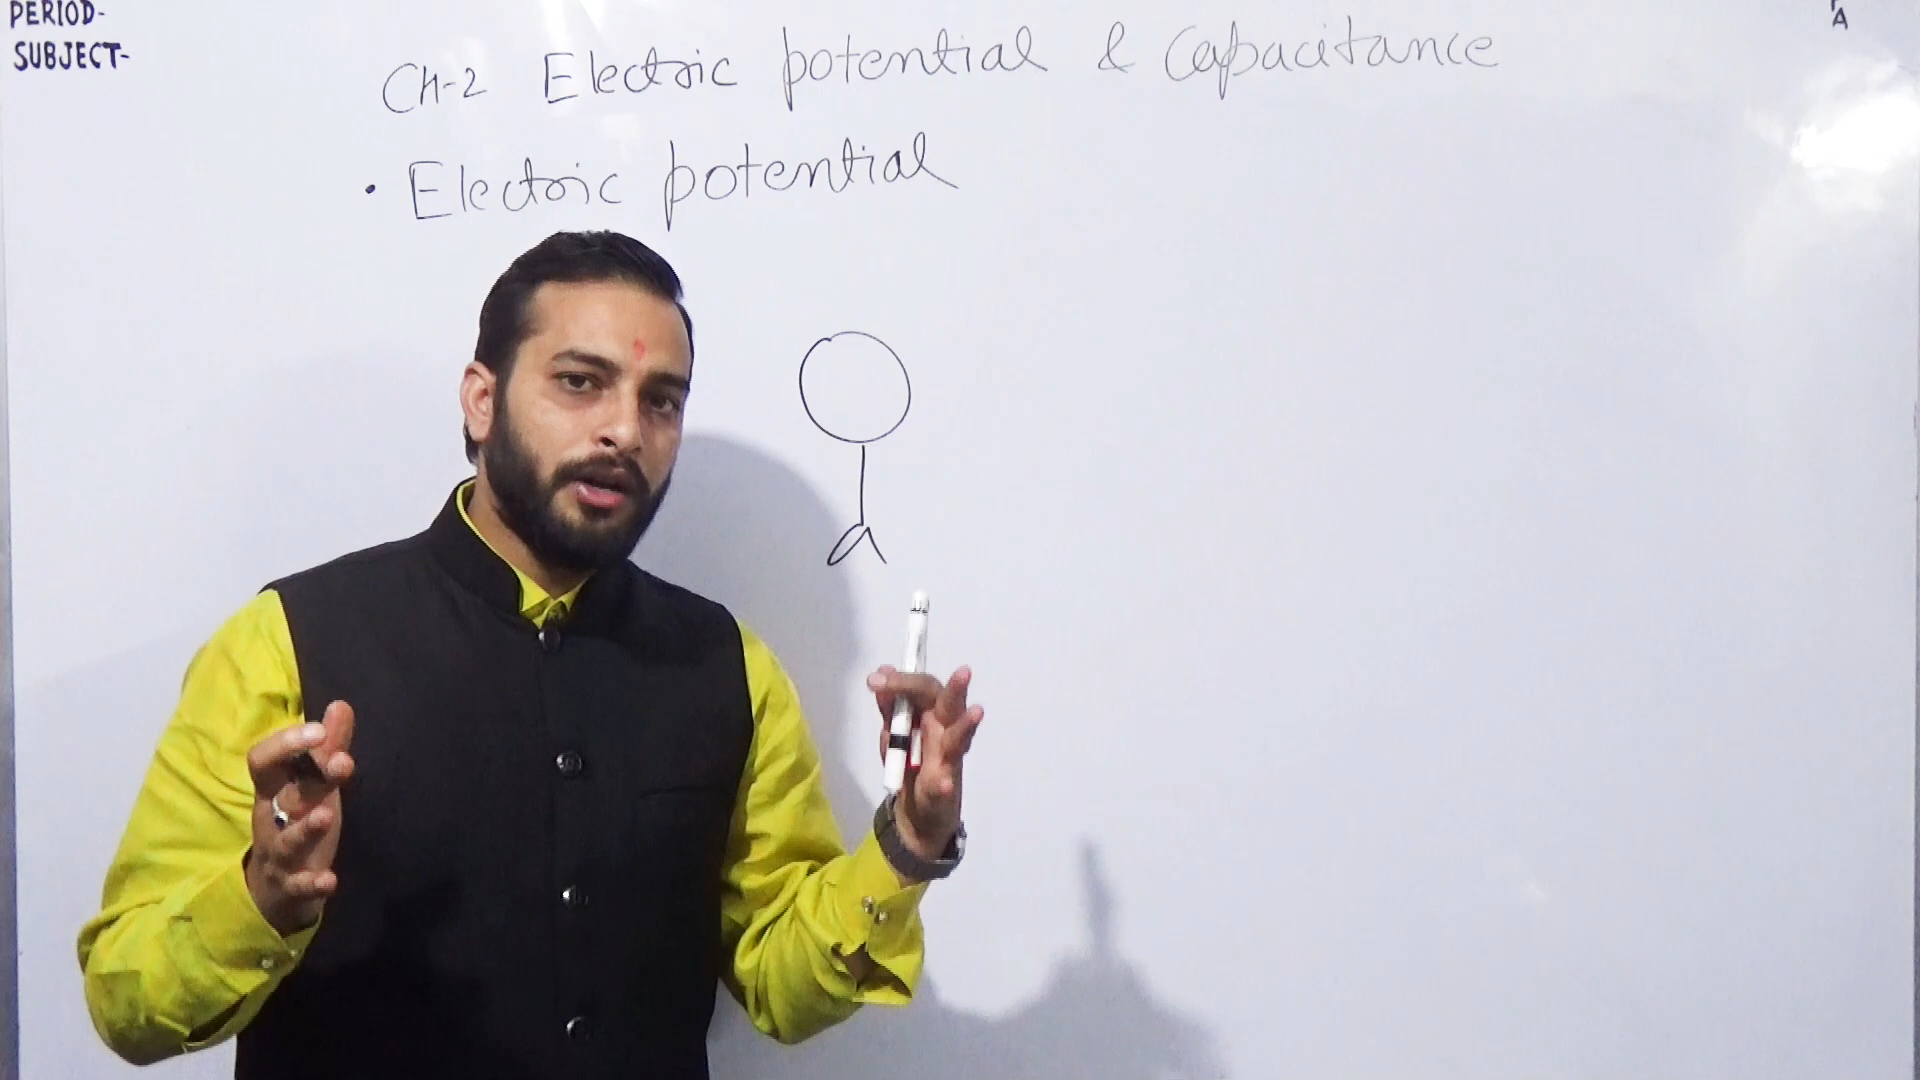 PERIOD-
SUBJECT-
A
Ch-2 Electric potential & Capacitance
• Electric potential